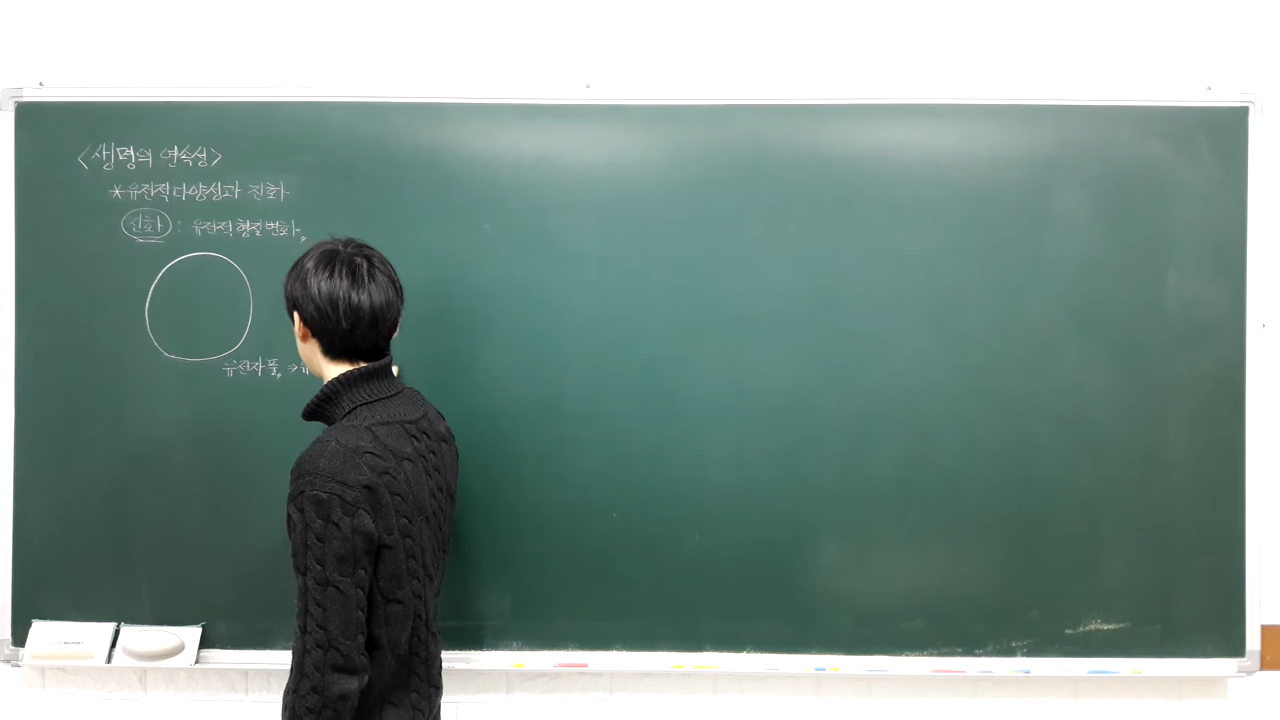 <생명의 연속성>
*유전적 다양성과 진화
진화 : 유전적 형질 변화
유전자 풀 → 유